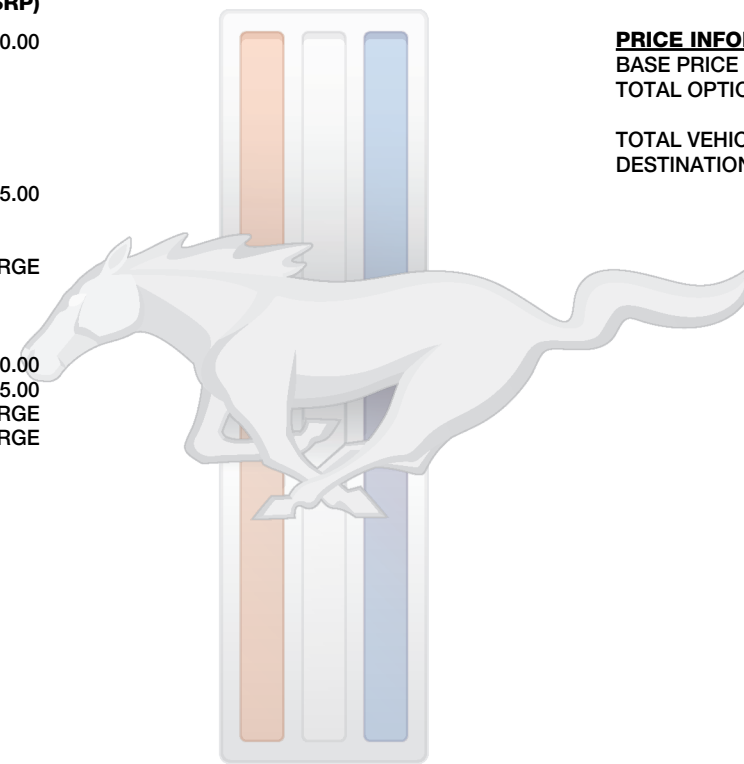 SRP)
0.00
5.00
RGE
0.00
5.00
RGE
RGE
PRICE INFO
BASE PRICE
TOTAL OPTIO
TOTAL VEHIC
DESTINATION